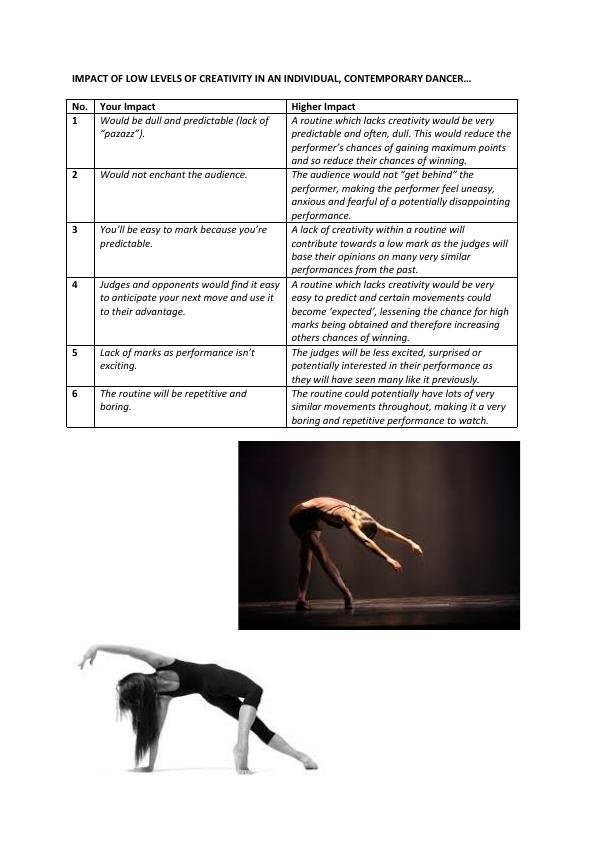 IMPACT OF LOW LEVELS OF CREATIVITY IN AN INDIVIDUAL, CONTEMPORARY DANCER…
No. Your Impact Higher Impact
1 Would be dull and predictable (lack of
“pazazz”).
A routine which lacks creativity would be very
predictable and often, dull. This would reduce the
performer’s chances of gaining maximum points
and so reduce their chances of winning.
2 Would not enchant the audience.
The audience would not “get behind” the
performer, making the performer feel uneasy,
anxious and fearful of a potentially disappointing
performance.
3 You’ll be easy to mark because you’re
predictable.
A lack of creativity within a routine will
contribute towards a low mark as the judges will
base their opinions on many very similar
performances from the past.
4 Judges and opponents would find it easy
to anticipate your next move and use it
to their advantage.
A routine which lacks creativity would be very
easy to predict and certain movements could
become ‘expected’, lessening the chance for high
marks being obtained and therefore increasing
others chances of winning.
5 Lack of marks as performance isn’t
exciting.
The judges will be less excited, surprised or
potentially interested in their performance as
they will have seen many like it previously.
6 The routine will be repetitive and
boring.
The routine could potentially have lots of very
similar movements throughout, making it a very
boring and repetitive performance to watch.